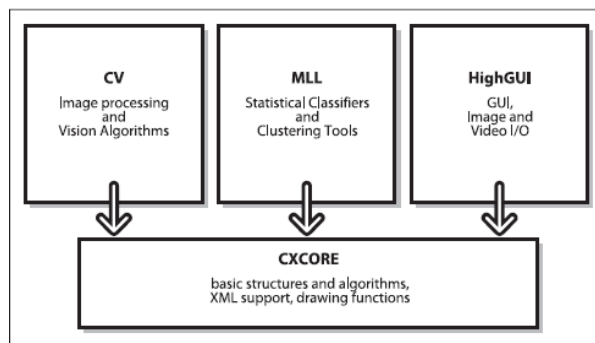 CV
Image processing
and
Vision Algorithms
MLL
Statistical Classifiers
and
Clustering Tools
HighGUI
GUI,
Image and
Video I/O
CXCORE
basic structures and algorithms,
XML support, drawing functions